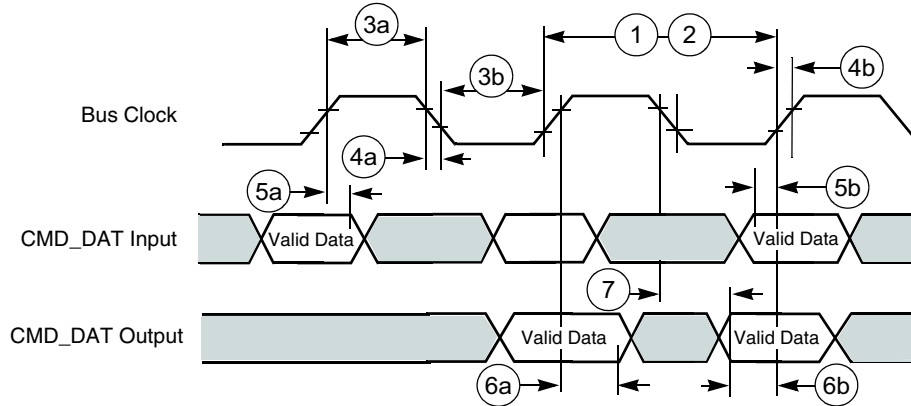 3a
1 2
3b
4b
Bus Clock
4a
5a
5b
CMD_DAT Input
Valid Data
Valid Data
7
CMD_DAT Output
Valid Data
Valid Data
6a
6b